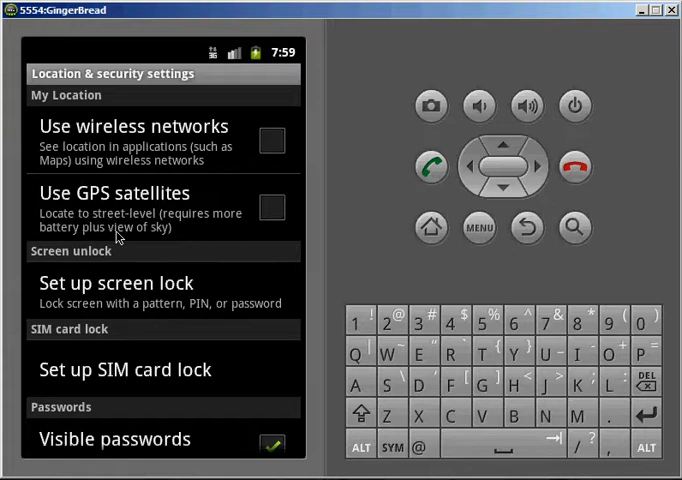 5554:GingerBread
3G 7:59
Location & security settings
My Location
Use wireless networks
See location in applications (such as
Maps) using wireless networks
Use GPS satellites
Locate to street-level (requires more
battery plus view of sky)
Screen unlock
Set up screen lock
Lock screen with a pattern, PIN, or password
SIM card lock
Set up SIM card lock
Passwords
Visible passwords
MENU
1 ! 2 @ 3 # 4 $ 5 % 6 ^ 7 & 8 * 9 ( 0 )
Q | W ~ E " R ` T { Y } U _ I - O + P =
A S \ D ' F [ G ] H < J > K ; L : DEL
Z X C V B N M .
ALT SYM @ / ? , ALT